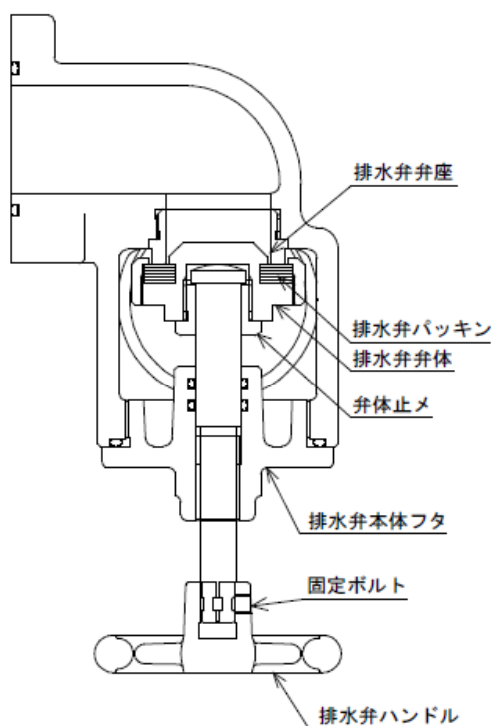 排水弁弁座
排水弁パッキン
排水弁弁体
弁体止メ
排水弁本体フタ
固定ボルト
排水弁ハンドル